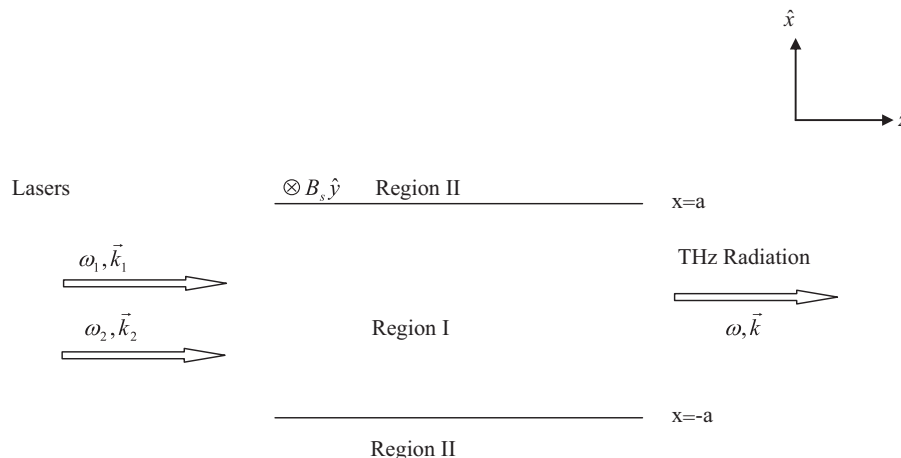 x̂
z
Lasers
⊗ B_s ŷ Region II
x=a
ω₁, k⃗₁
THz Radiation
ω₂, k⃗₂
Region I
ω, k⃗
x=-a
Region II